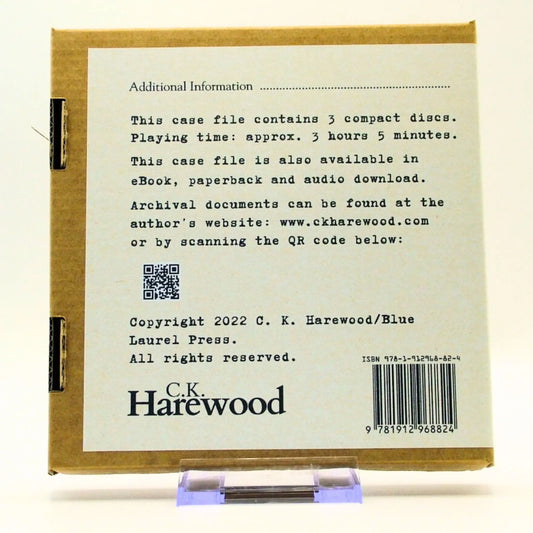 Additional Information ........................................................
This case file contains 3 compact discs.
Playing time: approx. 3 hours 5 minutes.
This case file is also available in
eBook, paperback and audio download.
Archival documents can be found at the
author's website: www.ckharewood.com
or by scanning the QR code below:
Copyright 2022 C. K. Harewood/Blue
Laurel Press.
All rights reserved.
C.K.
Harewood
ISBN 978-1-912968-82-4
9 781912 968824